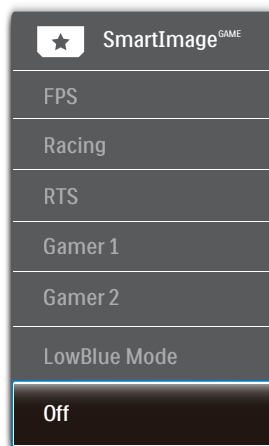 SmartImage GAME
FPS
Racing
RTS
Gamer 1
Gamer 2
LowBlue Mode
Off